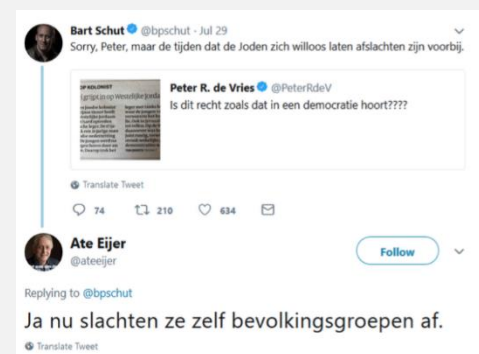 Bart Schut @bpschut · Jul 29
Sorry, Peter, maar de tijden dat de Joden zich willoos laten afslachten zijn voorbij.
Peter R. de Vries @PeterRdeV
Is dit recht zoals dat in een democratie hoort????
Translate Tweet
74 210 634
Ate Eijer
@ateeijer
Follow
Replying to @bpschut
Ja nu slachten ze zelf bevolkingsgroepen af.
Translate Tweet